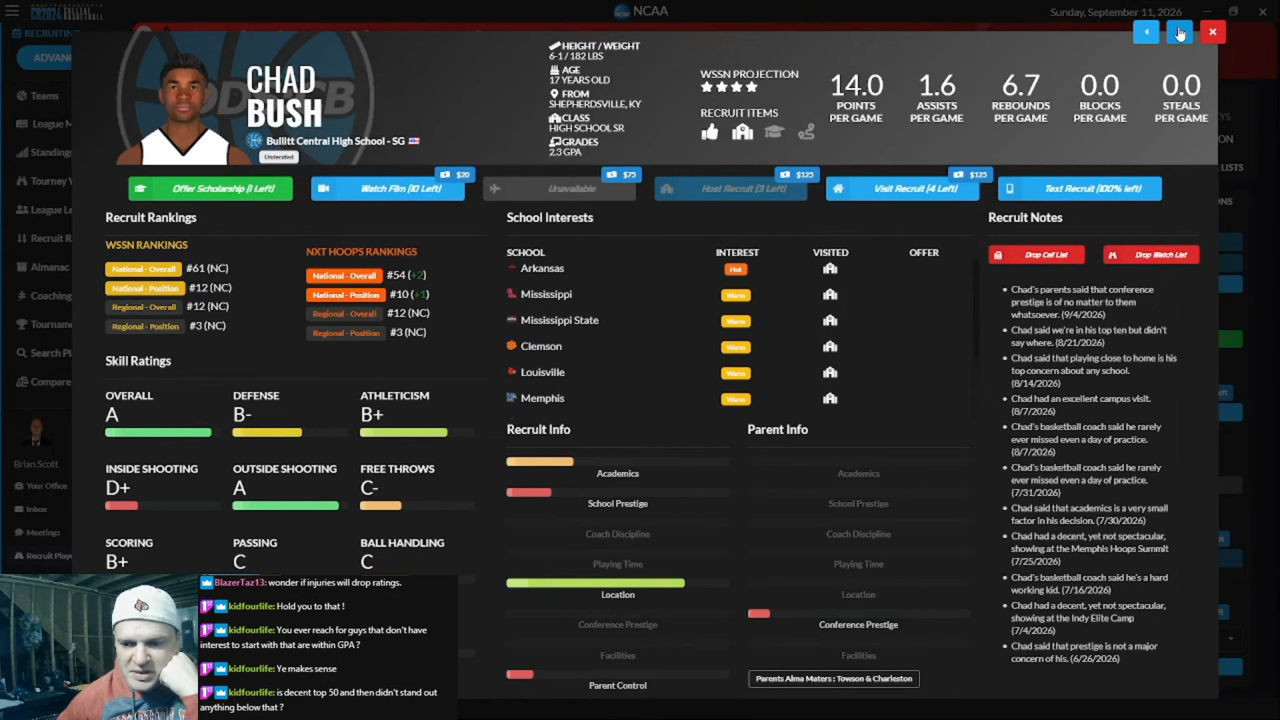 COLLEGE BASKETBALL
NCAA
Sunday, September 11, 2026
RECRUITING
Teams
Standings
Tournament
League
Recruit
Almanac
Coaching
Compare
Brian Scott
Your Office
Inbox
Meetings
CHAD
BUSH
Bullitt Central High School - SG
Undecided
HEIGHT / WEIGHT
6-1 / 182 LBS
AGE
17 YEARS OLD
FROM
SHEPHERDSVILLE, KY
CLASS
HIGH SCHOOL SR
GRADES
2.3 GPA
WSSN PROJECTION
RECRUIT ITEMS
14.0 1.6 6.7 0.0 0.0
POINTS ASSISTS REBOUNDS BLOCKS STEALS
PER GAME PER GAME PER GAME PER GAME PER GAME
$20 $75 $125 $125
Offer Scholarship (1 Left) Watch Film (10 Left) Unavailable Host Recruit (3 Left) Visit Recruit (4 Left) Text Recruit (100% left)
Recruit Rankings
WSSN RANKINGS
National - Overall #61 (NC)
National - Position #12 (NC)
Regional - Overall #12 (NC)
Regional - Position #3 (NC)
NXT HOOPS RANKINGS
National - Overall #54 (+2)
National - Position #10 (+1)
Regional - Overall #12 (NC)
Regional - Position #3 (NC)
Skill Ratings
OVERALL DEFENSE ATHLETICISM
A B- B+
INSIDE SHOOTING OUTSIDE SHOOTING FREE THROWS
D+ A C-
SCORING PASSING BALL HANDLING
B+ C C
School Interests
SCHOOL INTEREST VISITED OFFER
Arkansas Hot
Mississippi Warm
Mississippi State Warm
Clemson Warm
Louisville Warm
Memphis Warm
Recruit Info
Academics
School Prestige
Coach Discipline
Playing Time
Location
Conference Prestige
Facilities
Parent Control
Parent Info
Academics
School Prestige
Coach Discipline
Playing Time
Location
Conference Prestige
Facilities
Parents Alma Maters : Towson & Charleston
Recruit Notes
Drop Call List Drop Watch List
Chad's parents said that conference
prestige is of no matter to them
whatsoever. (9/4/2026)
Chad said we're in his top ten but didn't
say where. (8/21/2026)
Chad said that playing close to home is his
top concern about any school.
(8/14/2026)
Chad had an excellent campus visit.
(8/7/2026)
Chad's basketball coach said he rarely
ever missed even a day of practice.
(8/7/2026)
Chad's basketball coach said he rarely
ever missed even a day of practice.
(7/31/2026)
Chad said that academics is a very small
factor in his decision. (7/30/2026)
Chad had a decent, yet not spectacular,
showing at the Memphis Hoops Summit
(7/25/2026)
Chad's basketball coach said he's a hard
working kid. (7/16/2026)
Chad had a decent, yet not spectacular,
showing at the Indy Elite Camp
(7/4/2026)
Chad said that prestige is not a major
concern of his. (6/26/2026)
BlazerTaz13: wonder if injuries will drop ratings.
kidfourlife: Hold you to that !
kidfourlife: You ever reach for guys that don't have
interest to start with that are within GPA ?
kidfourlife: Ye makes sense
kidfourlife: is decent top 50 and then didn't stand out
anything below that ?